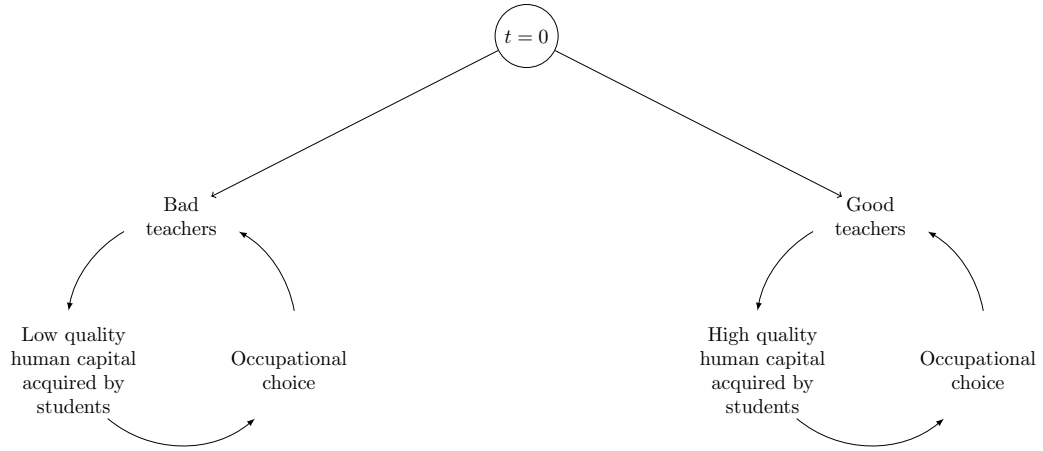 t = 0
Bad
teachers
Good
teachers
Low quality
human capital
acquired by
students
Occupational
choice
High quality
human capital
acquired by
students
Occupational
choice